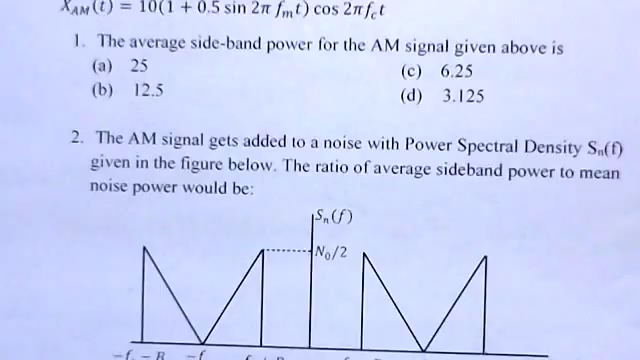 X_AM(t) = 10(1 + 0.5 sin 2π f_m t) cos 2πf_c t
1. The average side-band power for the AM signal given above is
(a) 25
(c) 6.25
(b) 12.5
(d) 3.125
2. The AM signal gets added to a noise with Power Spectral Density S_n(f)
given in the figure below. The ratio of average sideband power to mean
noise power would be:
S_n(f)
N_0/2